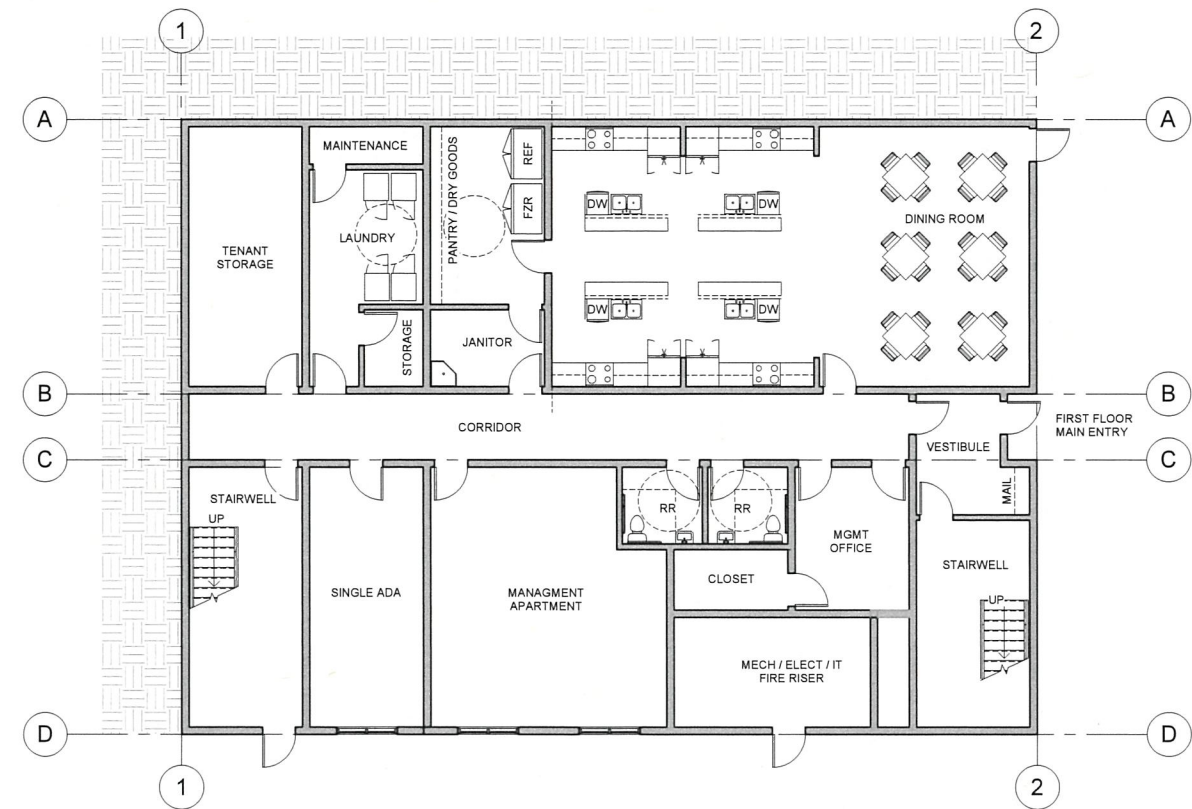 1
2
A
A
MAINTENANCE
PANTRY / DRY GOODS
REF
FZR
DW
DW
DINING ROOM
TENANT
STORAGE
LAUNDRY
DW
DW
STORAGE
JANITOR
B
B
CORRIDOR
VESTIBULE
FIRST FLOOR
MAIN ENTRY
C
C
STAIRWELL
UP
RR
RR
MAIL
MGMT
OFFICE
STAIRWELL
UP
SINGLE ADA
MANAGMENT
APARTMENT
CLOSET
MECH / ELECT / IT
FIRE RISER
D
D
1
2